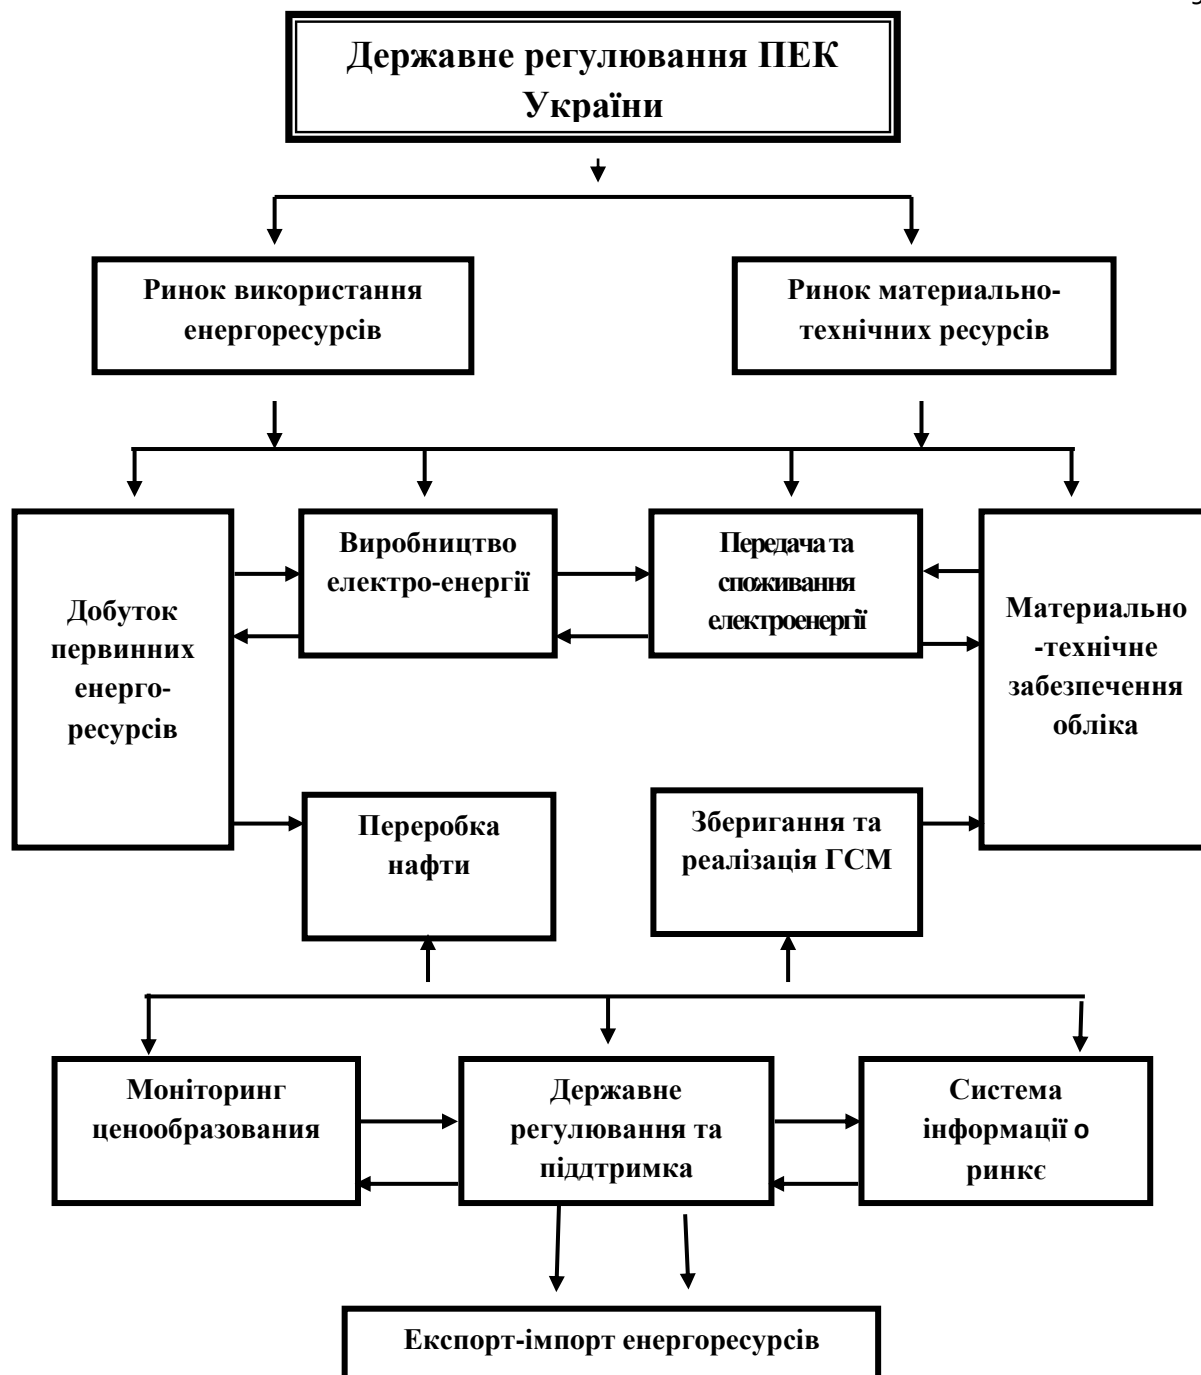 Державне регулювання ПЕК
України
Ринок використання
енергоресурсів
Ринок материально-
технічних ресурсів
Добуток
первинних
енерго-
ресурсів
Виробництво
електро-енергії
Передача та
споживання
електроенергії
Материально
-технічне
забезпечення
обліка
Переробка
нафти
Зберигання та
реалізація ГСМ
Моніторинг
ценообразования
Державне
регулювання та
піддтримка
Система
інформації о
ринкє
Експорт-імпорт енергоресурсів